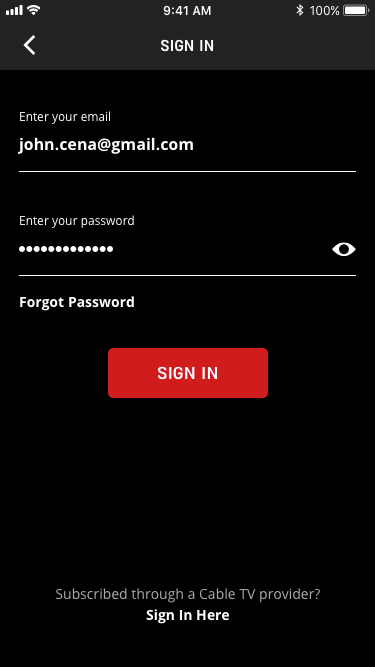 9:41 AM
100%
SIGN IN
Enter your email
john.cena@gmail.com
Enter your password
•••••••••••••
Forgot Password
SIGN IN
Subscribed through a Cable TV provider?
Sign In Here